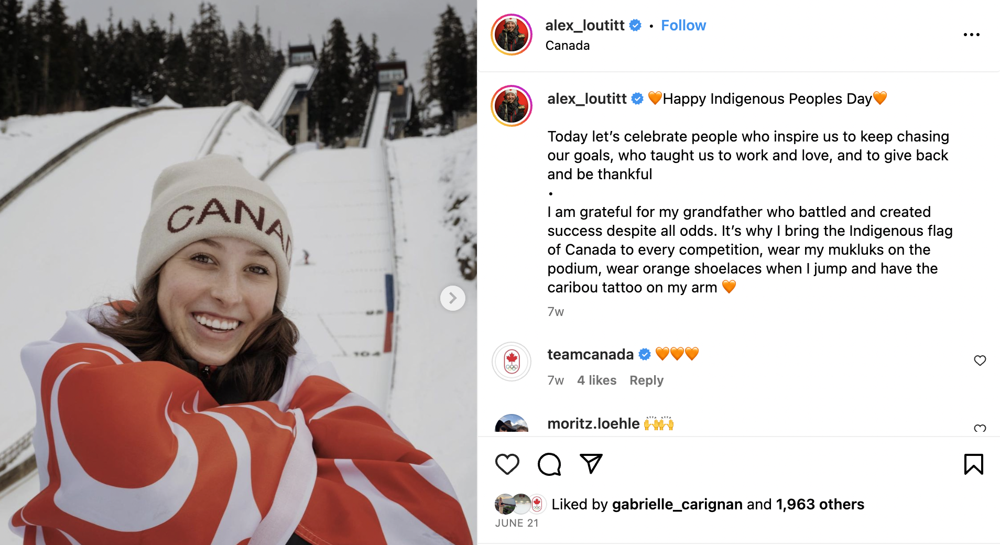 CANAD
95
104
alex_loutitt • Follow
Canada
alex_loutitt 🧡Happy Indigenous Peoples Day🧡
Today let’s celebrate people who inspire us to keep chasing
our goals, who taught us to work and love, and to give back
and be thankful
•
I am grateful for my grandfather who battled and created
success despite all odds. It’s why I bring the Indigenous flag
of Canada to every competition, wear my mukluks on the
podium, wear orange shoelaces when I jump and have the
caribou tattoo on my arm 🧡
7w
teamcanada 🧡🧡🧡
7w 4 likes Reply
moritz.loehle 🙌🙌
Liked by gabrielle_carignan and 1,963 others
JUNE 21